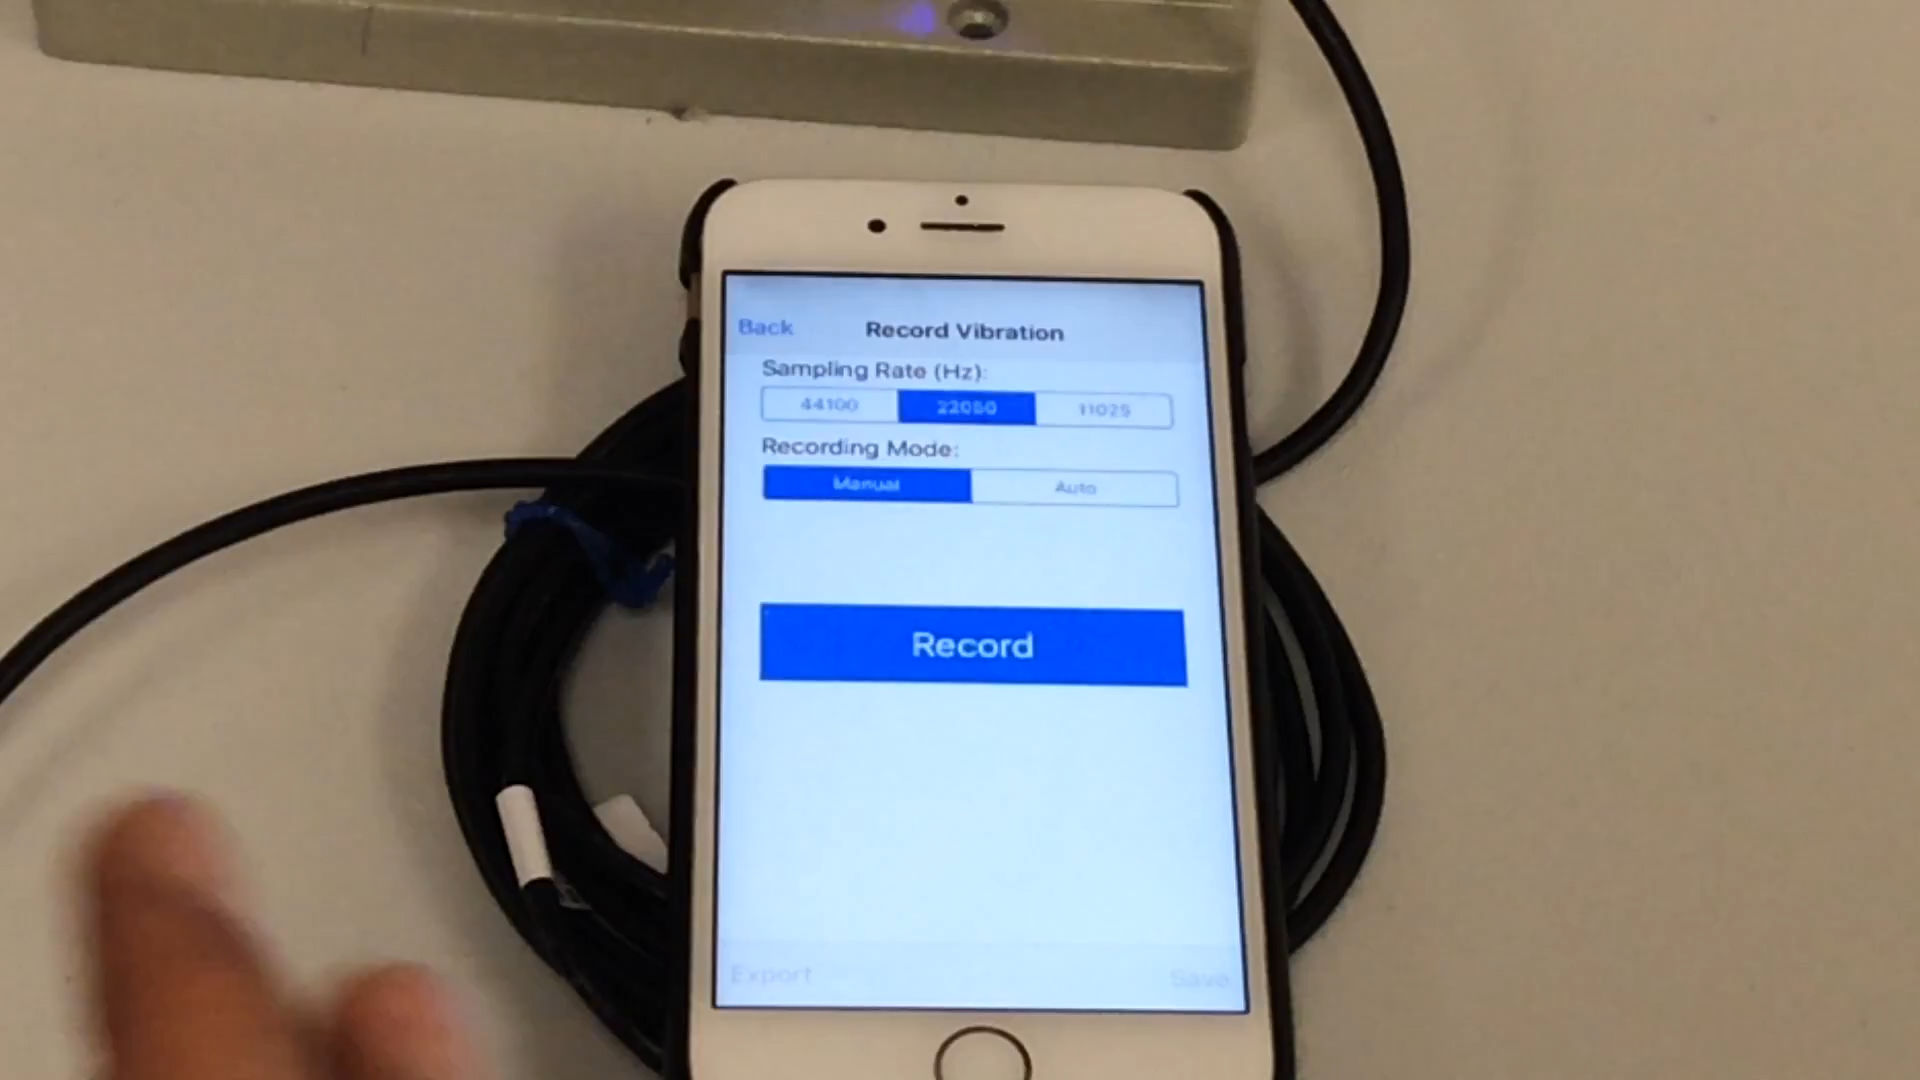 Back Record Vibration
Sampling Rate (Hz):
44100 22050 11025
Recording Mode:
Manual Auto
Record
Export Save